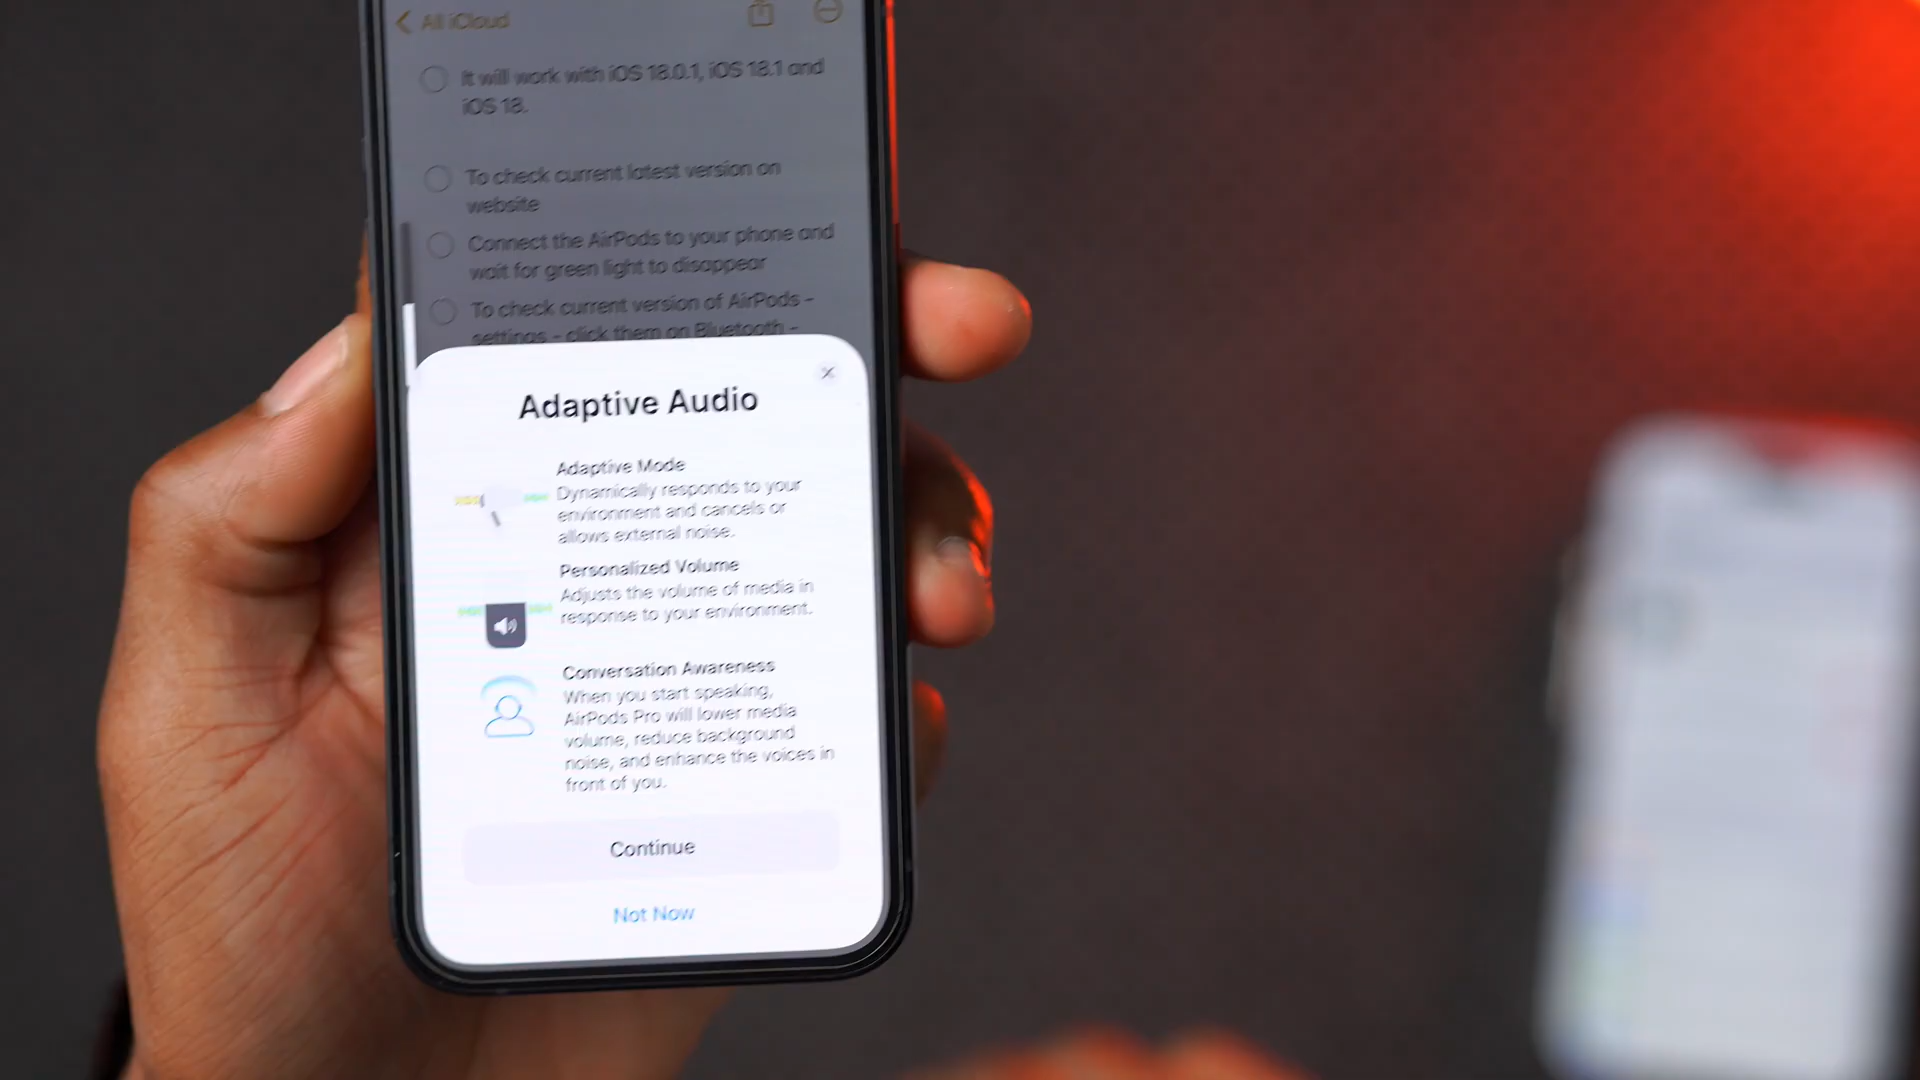 All iCloud
It will work with iOS 18.0.1, iOS 18.1 and
iOS 18.
To check current latest version on
website
Connect the AirPods to your phone and
wait for green light to disappear
To check current version of AirPods -
settings - click them on Bluetooth -
Adaptive Audio
Adaptive Mode
Dynamically responds to your
environment and cancels or
allows external noise.
Personalized Volume
Adjusts the volume of media in
response to your environment.
Conversation Awareness
When you start speaking,
AirPods Pro will lower media
volume, reduce background
noise, and enhance the voices in
front of you.
Continue
Not Now